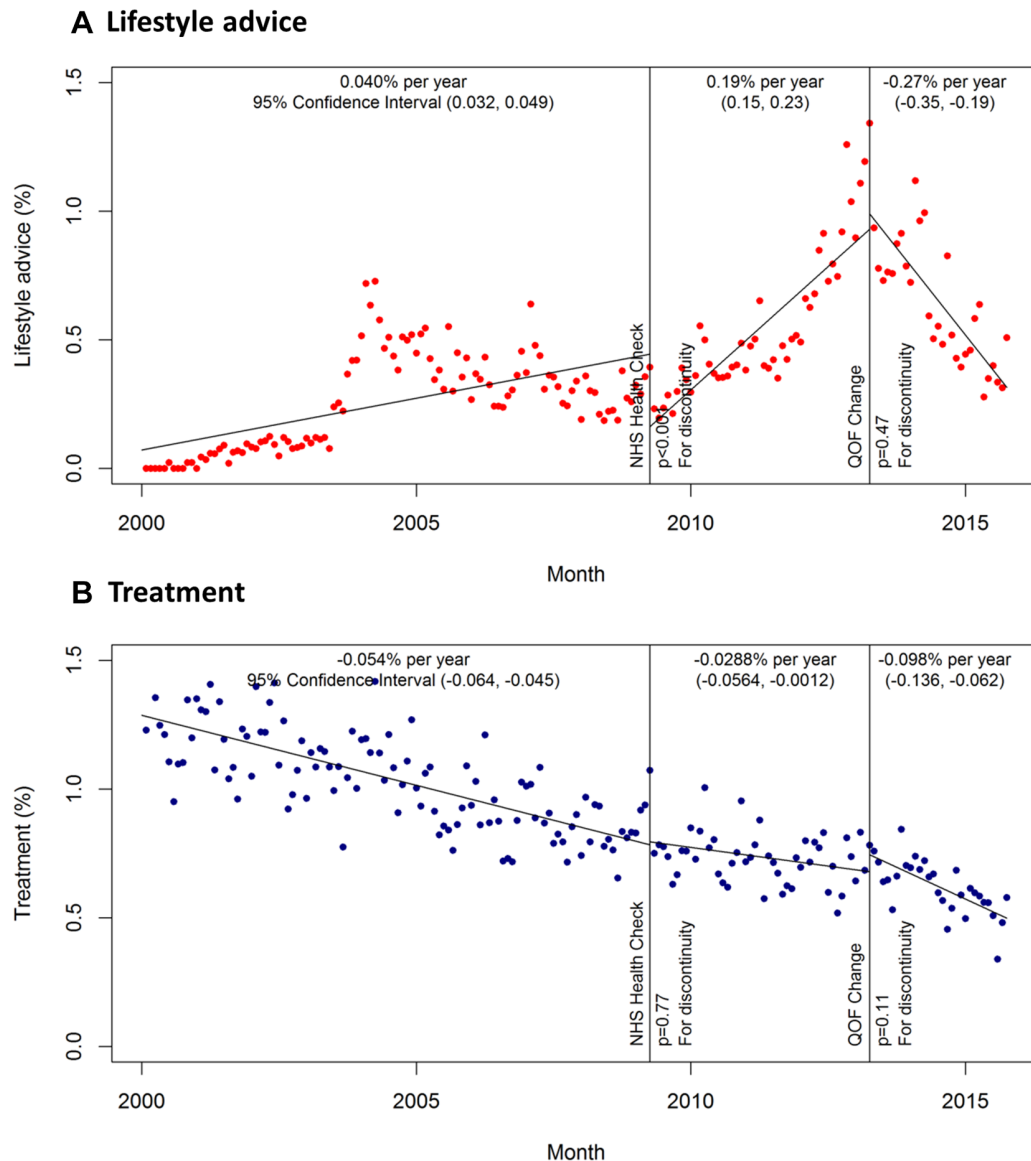 A Lifestyle advice
0.040% per year
95% Confidence Interval (0.032, 0.049)
0.19% per year
(0.15, 0.23)
-0.27% per year
(-0.35, -0.19)
Lifestyle advice (%)
1.5
1.0
0.5
0.0
NHS Health Check
p<0.001
For discontinuity
QOF Change
p=0.47
For discontinuity
2000
2005
2010
2015
Month
B Treatment
-0.054% per year
95% Confidence Interval (-0.064, -0.045)
-0.0288% per year
(-0.0564, -0.0012)
-0.098% per year
(-0.136, -0.062)
Treatment (%)
1.5
1.0
0.5
0.0
NHS Health Check
p=0.77
For discontinuity
QOF Change
p=0.11
For discontinuity
2000
2005
2010
2015
Month